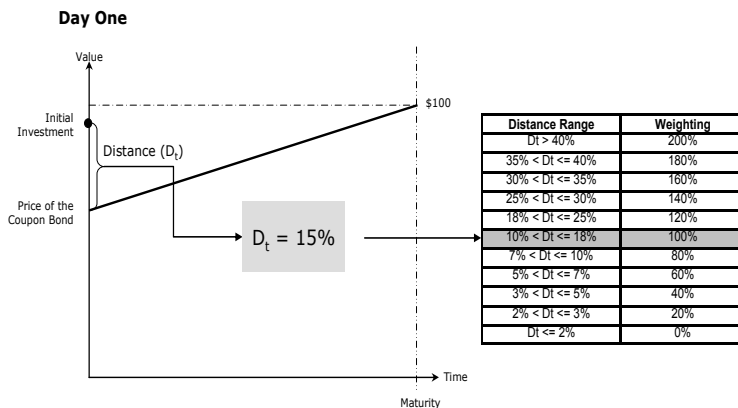 Day One
Value
Initial
Investment
$100
Distance (Dt)
Price of the
Coupon Bond
Dt = 15%
Distance Range Weighting
Dt > 40% 200%
35% < Dt <= 40% 180%
30% < Dt <= 35% 160%
25% < Dt <= 30% 140%
18% < Dt <= 25% 120%
10% < Dt <= 18% 100%
7% < Dt <= 10% 80%
5% < Dt <= 7% 60%
3% < Dt <= 5% 40%
2% < Dt <= 3% 20%
Dt <= 2% 0%
Time
Maturity